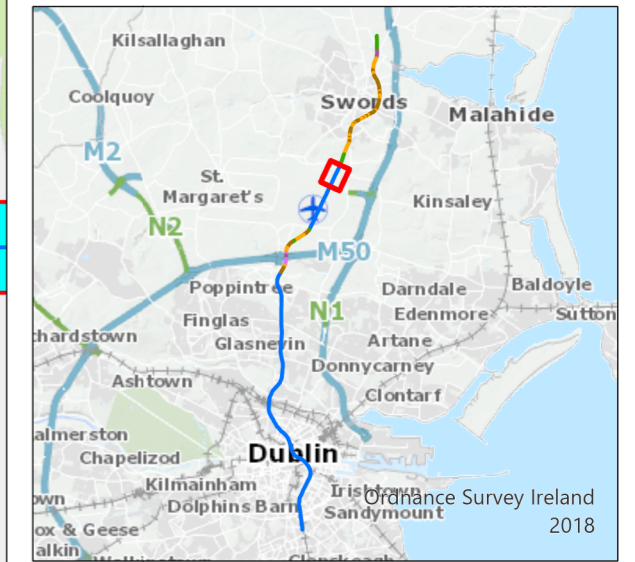 Kilsallaghan
Coolquoy
Swords
Malahide
M2
St.
Margaret's
Kinsaley
N2
M50
Poppintree
Darndale
Baldoyle
Edenmore
Sutton
N1
Finglas
chardstown
Glasnevin
Artane
Donnycarney
Ashtown
Clontarf
almerston
Dublin
Chapelizod
Kilmainham
Irishtown
Ordnance Survey Ireland
own
Dolphins Barn
Sandymount
2018
ox & Geese
alkin
Walkinstown
Clonskeagh